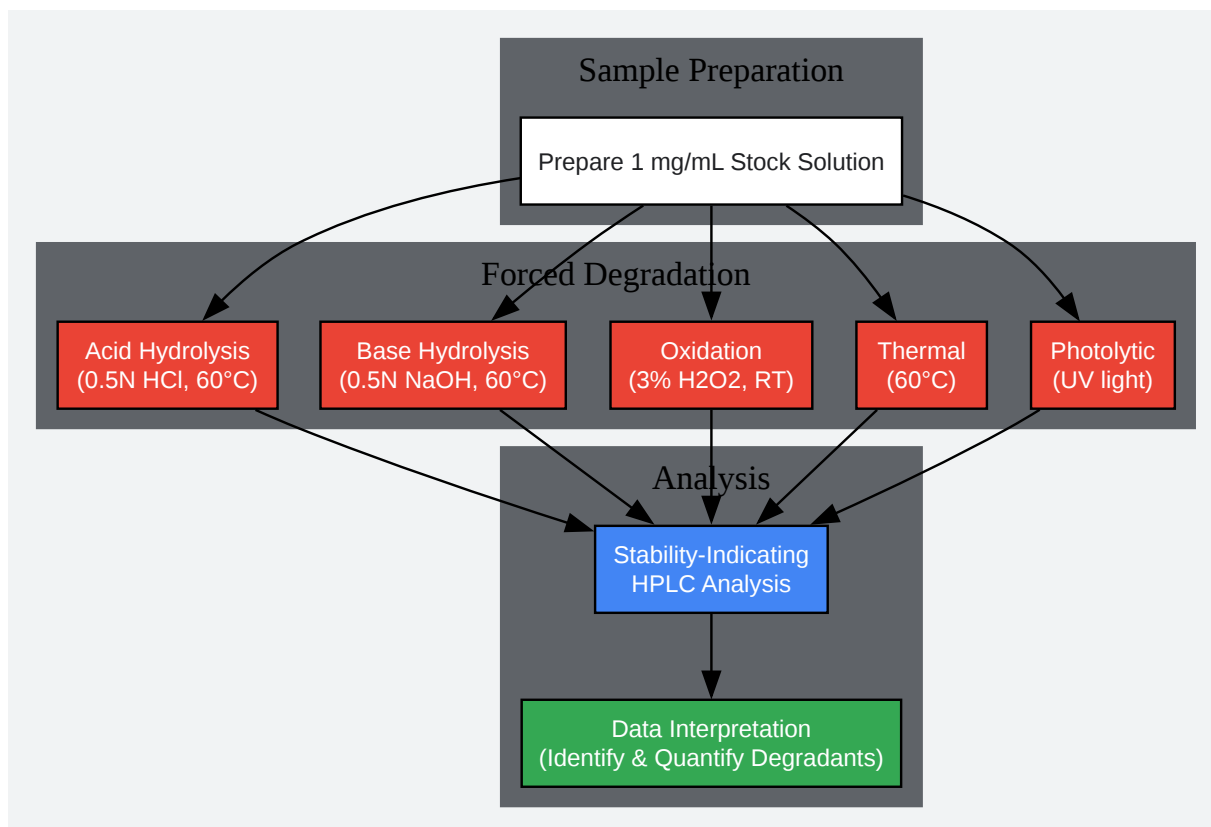 Sample Preparation
Prepare 1 mg/mL Stock Solution
Forced Degradation
Acid Hydrolysis
(0.5N HCl, 60°C)
Base Hydrolysis
(0.5N NaOH, 60°C)
Oxidation
(3% H2O2, RT)
Thermal
(60°C)
Photolytic
(UV light)
Analysis
Stability-Indicating
HPLC Analysis
Data Interpretation
(Identify & Quantify Degradants)